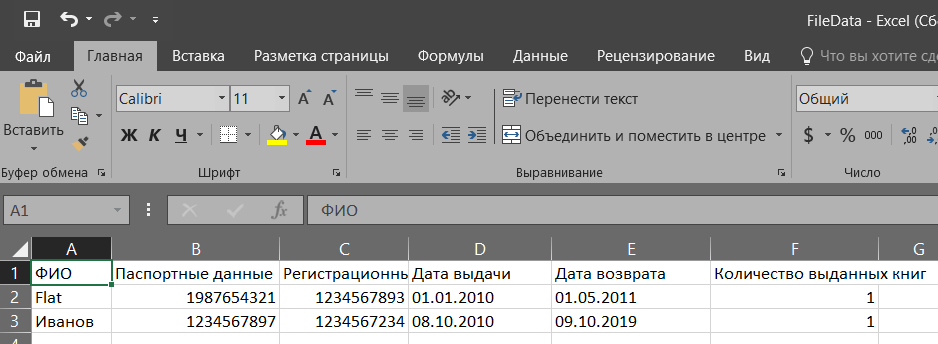 FileData - Excel (Сб
Файл Главная Вставка Разметка страницы Формулы Данные Рецензирование Вид Что вы хотите сде
Вставить
Calibri 11 А А
Перенести текст
Общий
Ж К Ч А
Объединить и поместить в центре
$ % 000 ,00
Буфер обмена Шрифт Выравнивание Число
A1 fx ФИО
A B C D E F G
1 ФИО Паспортные данные Регистрационнь Дата выдачи Дата возврата Количество выданных книг
2 Flat 1987654321 1234567893 01.01.2010 01.05.2011 1
3 Иванов 1234567897 1234567234 08.10.2010 09.10.2019 1